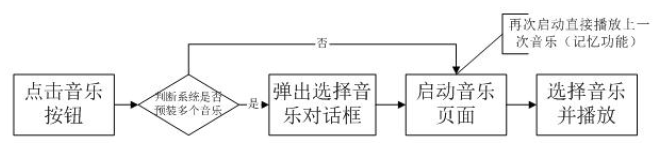 否
再次启动直接播放上一
次音乐（记忆功能）
点击音乐
按钮
判断系统是否
预装多个音乐
是
弹出选择音
乐对话框
启动音乐
页面
选择音乐
并播放